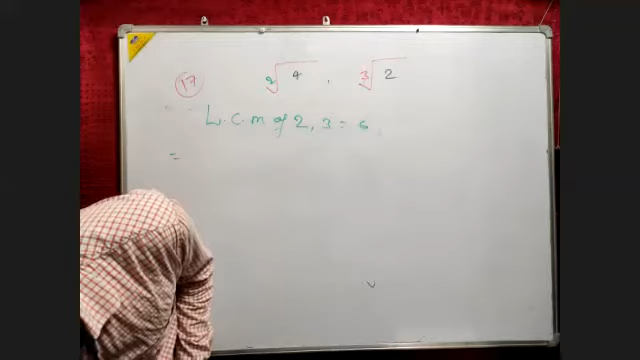 17 ²√4 , ³√2
L.C.m of 2, 3 = 6
=